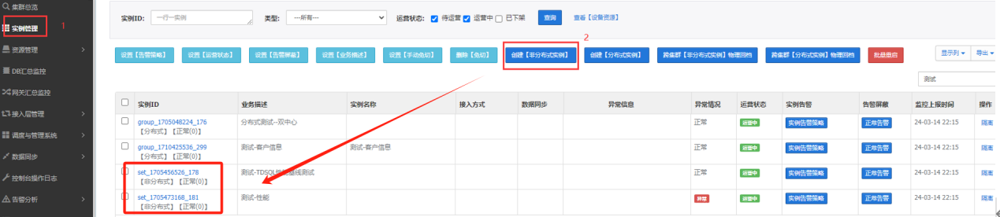 集群总览
实例管理
1
资源管理
DB汇总监控
网关汇总监控
接入层管理
调度与管理系统
数据同步
控制台操作日志
告警分析
实例ID: 一行一实例 类型: ---所有--- 运营状态: 待运营 运营中 已下架 查询 查看【设备资源】
2
设置【告警策略】 设置【运营状态】 设置【告警屏蔽】 设置【业务描述】 设置【手动免切】 删除【免切】 创建【非分布式实例】 创建【分布式实例】 跨集群【非分布式实例】物理回档 跨集群【分布式实例】物理回档 批量重启 显示列 导出
测试
实例ID 业务描述 实例名称 接入方式 数据同步 异常信息 异常情况 运营状态 实例告警 告警屏蔽 监控上报时间 操作
group_1705048224_176 分布式测试--双中心 正常 运营中 实例告警策略 正常告警 24-03-14 22:15 隔离
【分布式】【正常(0)】
group_1710425536_299 测试-客户信息 测试-客户信息 正常 运营中 实例告警策略 正常告警 24-03-14 22:15 隔离
【分布式】【正常(0)】
set_1705456526_178 测试-TDSQL性能基线测试 正常 运营中 实例告警策略 正常告警 24-03-14 22:15 隔离
【非分布式】【正常(0)】
set_1705473168_181 测试-性能 异常 运营中 实例告警策略 正常告警 24-03-14 22:15 隔离
【非分布式】【正常(0)】